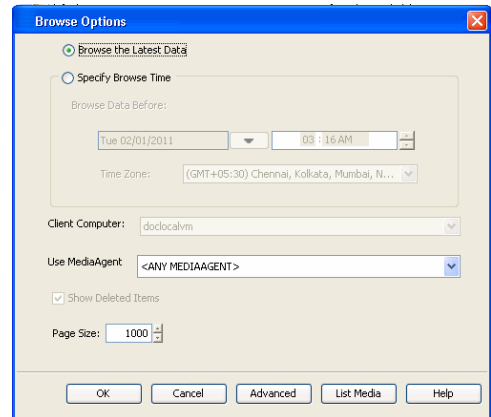 Browse Options
Browse the Latest Data
Specify Browse Time
Browse Data Before:
Tue 02/01/2011 03 : 16 AM
Time Zone: (GMT+05:30) Chennai, Kolkata, Mumbai, N...
Client Computer: doclocalvm
Use MediaAgent <ANY MEDIAAGENT>
Show Deleted Items
Page Size: 1000
OK Cancel Advanced List Media Help